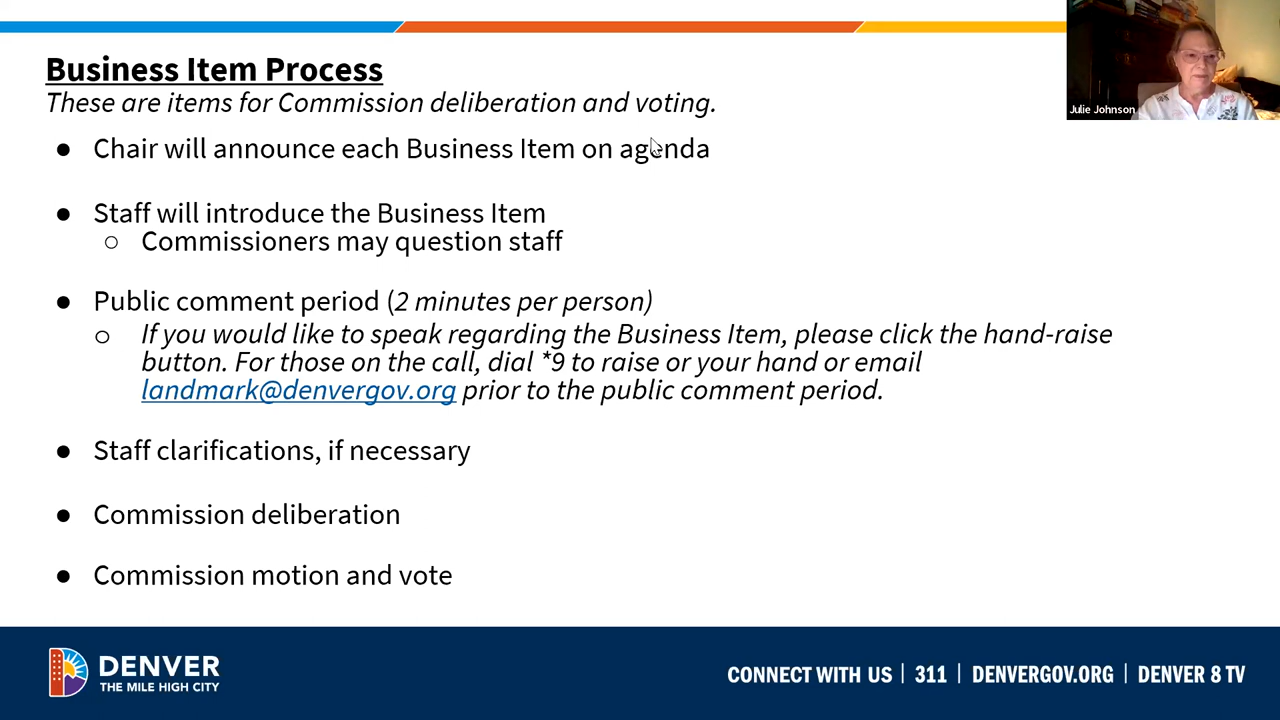 Business Item Process
These are items for Commission deliberation and voting.
● Chair will announce each Business Item on agenda
● Staff will introduce the Business Item
○ Commissioners may question staff
● Public comment period (2 minutes per person)
o If you would like to speak regarding the Business Item, please click the hand-raise
button. For those on the call, dial *9 to raise or your hand or email
landmark@denvergov.org prior to the public comment period.
● Staff clarifications, if necessary
● Commission deliberation
● Commission motion and vote
Julie Johnson
DENVER
THE MILE HIGH CITY
CONNECT WITH US | 311 | DENVERGOV.ORG | DENVER 8 TV